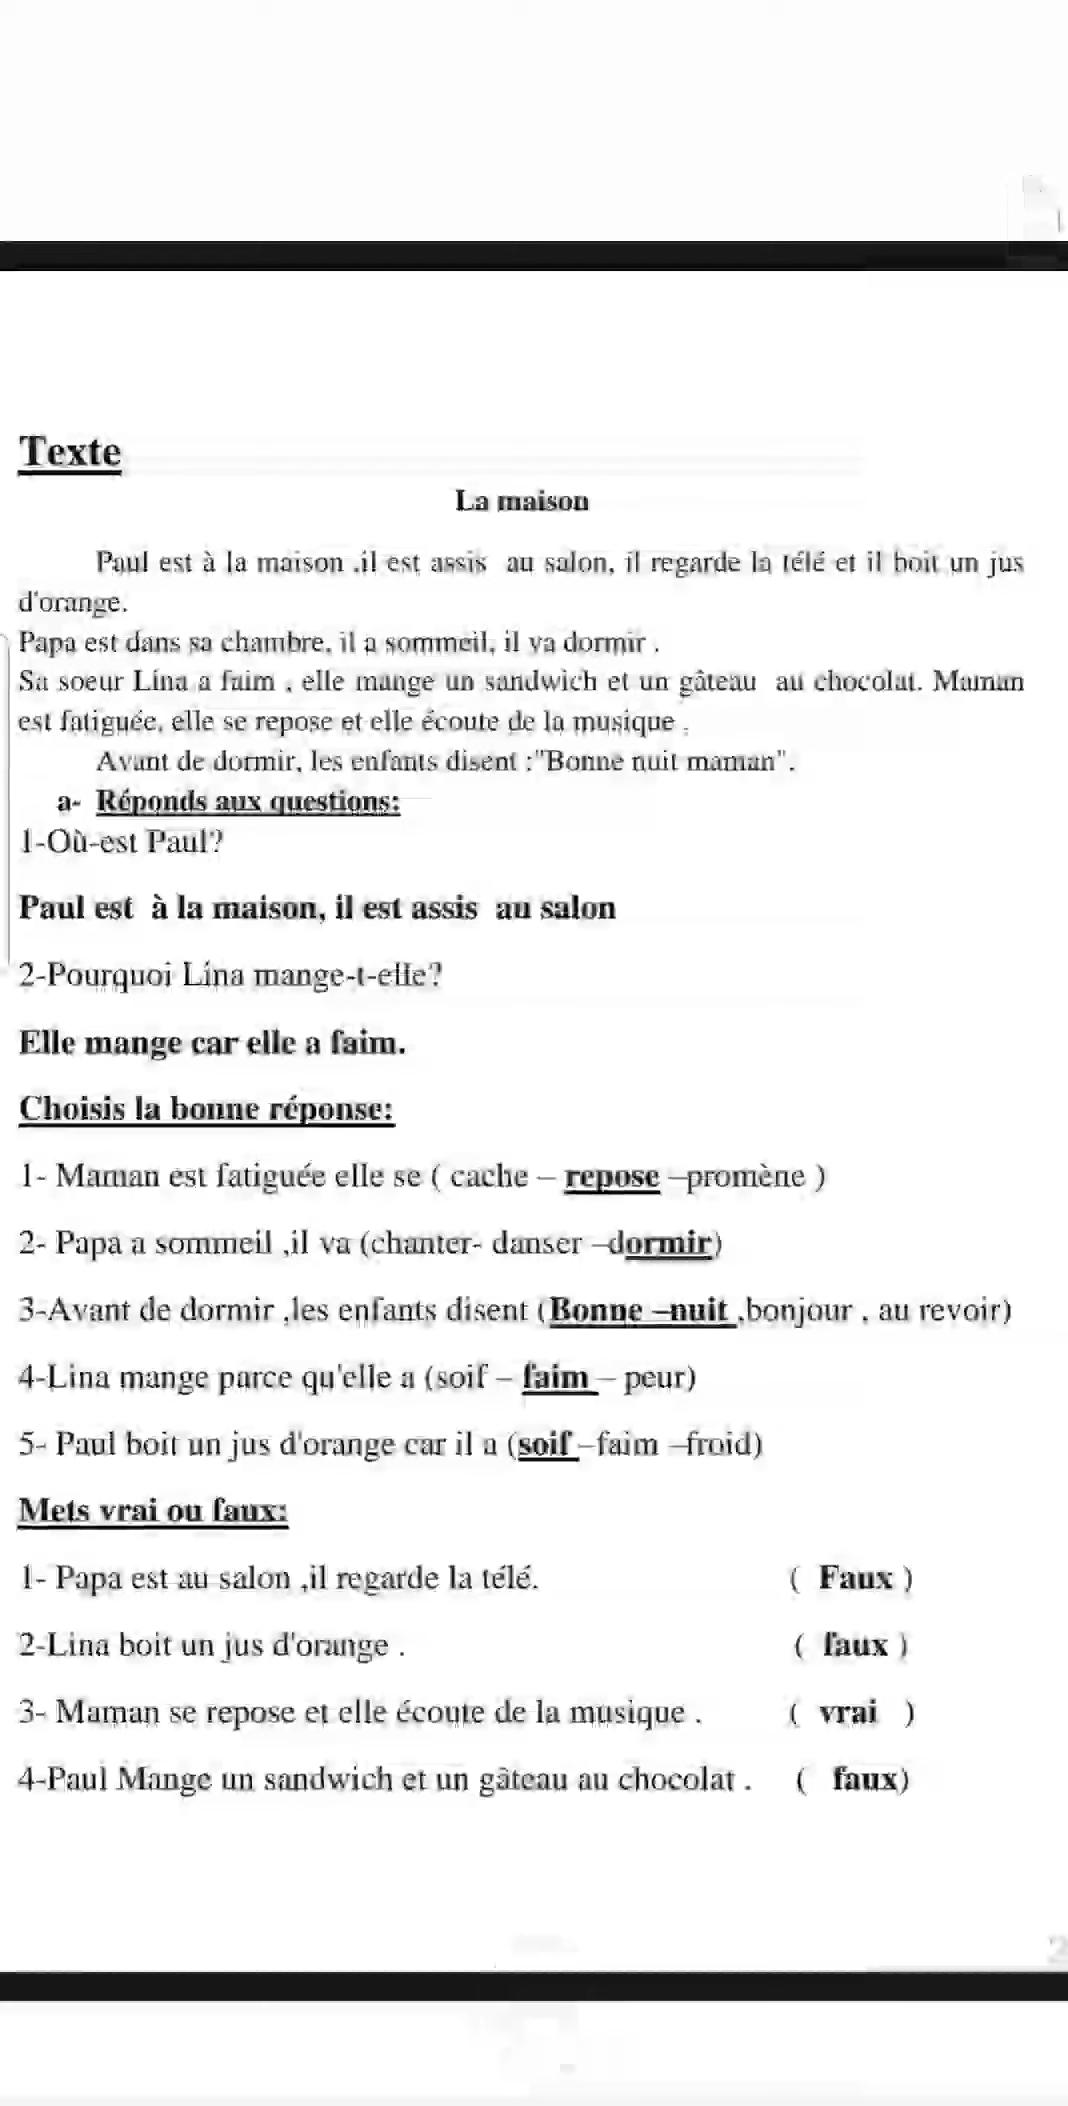 Texte
La maison
Paul est à la maison .il est assis au salon, il regarde la télé et il boit un jus
d'orange.
Papa est dans sa chambre, il a sommeil, il va dormir .
Sa soeur Lina a faim , elle mange un sandwich et un gâteau au chocolat. Maman
est fatiguée, elle se repose et elle écoute de la musique .
Avant de dormir, les enfants disent :"Bonne nuit maman".
a- Réponds aux questions:
1-Où-est Paul?
Paul est à la maison, il est assis au salon
2-Pourquoi Lina mange-t-elle?
Elle mange car elle a faim.
Choisis la bonne réponse:
1- Maman est fatiguée elle se ( cache – repose –promène )
2- Papa a sommeil ,il va (chanter- danser –dormir)
3-Avant de dormir ,les enfants disent (Bonne –nuit ,bonjour , au revoir)
4-Lina mange parce qu'elle a (soif – faim – peur)
5- Paul boit un jus d'orange car il a (soif –faim –froid)
Mets vrai ou faux:
1- Papa est au salon ,il regarde la télé. ( Faux )
2-Lina boit un jus d'orange . ( faux )
3- Maman se repose et elle écoute de la musique . ( vrai )
4-Paul Mange un sandwich et un gâteau au chocolat . ( faux)
2